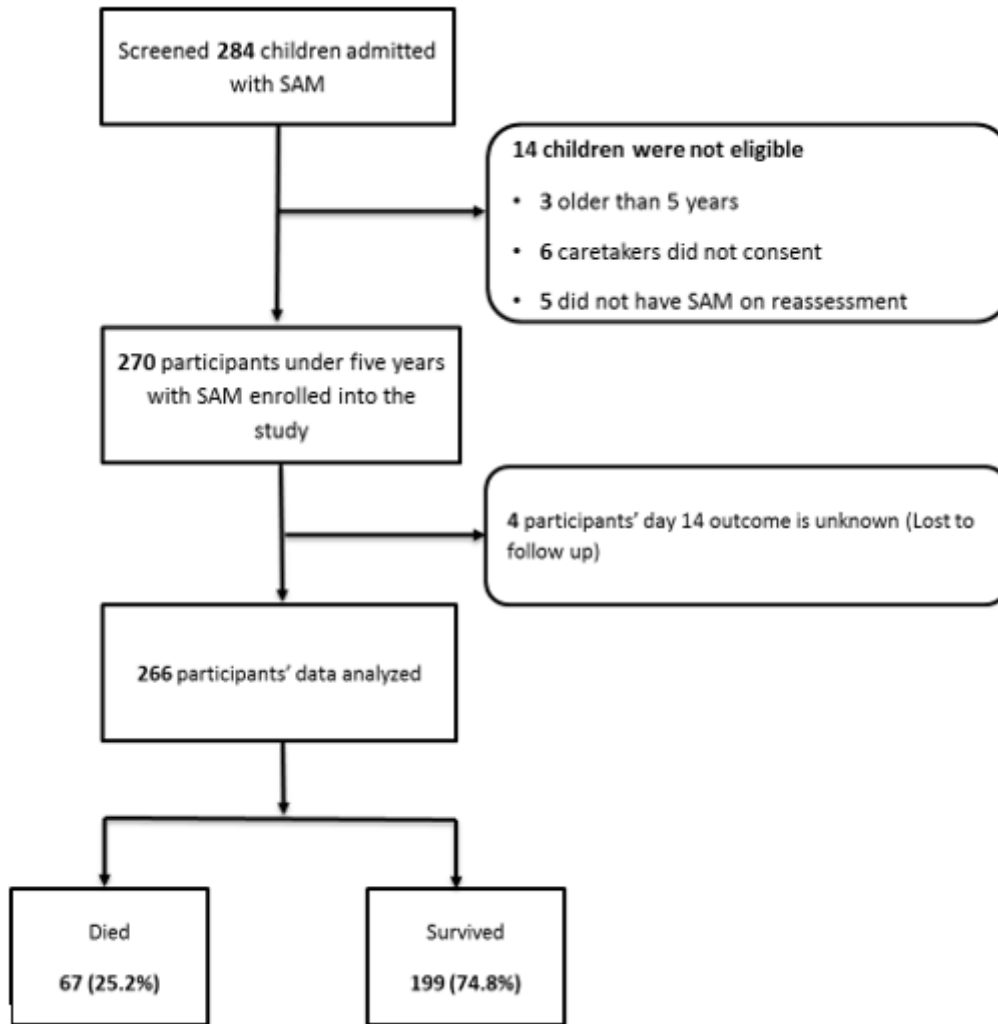 Screened 284 children admitted
with SAM
14 children were not eligible
• 3 older than 5 years
• 6 caretakers did not consent
• 5 did not have SAM on reassessment
270 participants under five years
with SAM enrolled into the
study
4 participants’ day 14 outcome is unknown (Lost to
follow up)
266 participants’ data analyzed
Died
67 (25.2%)
Survived
199 (74.8%)